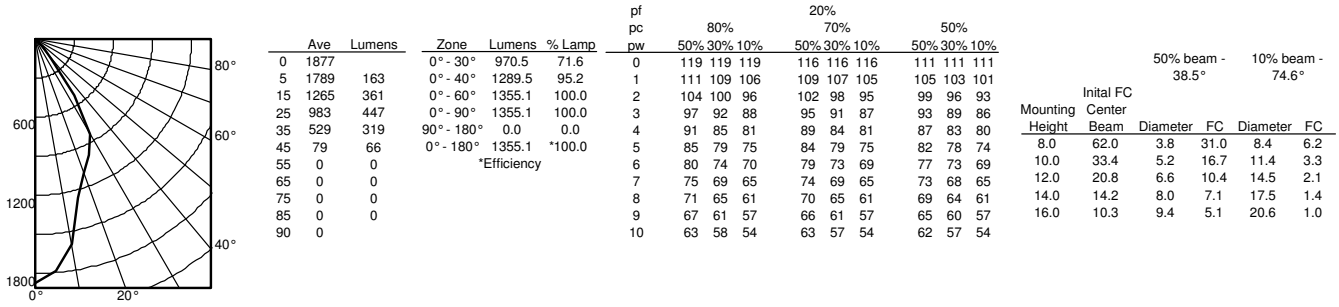 600
1200
1800
0°
20°
40°
60°
80°
Ave Lumens
0 1877
5 1789 163
15 1265 361
25 983 447
35 529 319
45 79 66
55 0 0
65 0 0
75 0 0
85 0 0
90 0
Zone Lumens % Lamp
0° - 30° 970.5 71.6
0° - 40° 1289.5 95.2
0° - 60° 1355.1 100.0
0° - 90° 1355.1 100.0
90° - 180° 0.0 0.0
0° - 180° 1355.1 *100.0
*Efficiency
pf 20%
pc 80% 70% 50%
pw 50% 30% 10% 50% 30% 10% 50% 30% 10%
0 119 119 119 116 116 116 111 111 111
1 111 109 106 109 107 105 105 103 101
2 104 100 96 102 98 95 99 96 93
3 97 92 88 95 91 87 93 89 86
4 91 85 81 89 84 81 87 83 80
5 85 79 75 84 79 75 82 78 74
6 80 74 70 79 73 69 77 73 69
7 75 69 65 74 69 65 73 68 65
8 71 65 61 70 65 61 69 64 61
9 67 61 57 66 61 57 65 60 57
10 63 58 54 63 57 54 62 57 54
50% beam - 10% beam -
38.5° 74.6°
Inital FC
Mounting Center
Height Beam Diameter FC Diameter FC
8.0 62.0 3.8 31.0 8.4 6.2
10.0 33.4 5.2 16.7 11.4 3.3
12.0 20.8 6.6 10.4 14.5 2.1
14.0 14.2 8.0 7.1 17.5 1.4
16.0 10.3 9.4 5.1 20.6 1.0